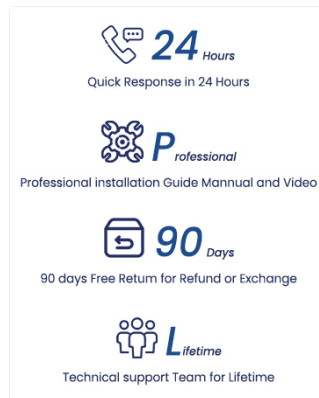 24 Hours
Quick Response in 24 Hours
Professional
Professional installation Guide Mannual and Video
90 Days
90 days Free Retum for Refund or Exchange
Lifetime
Technical support Team for Lifetime